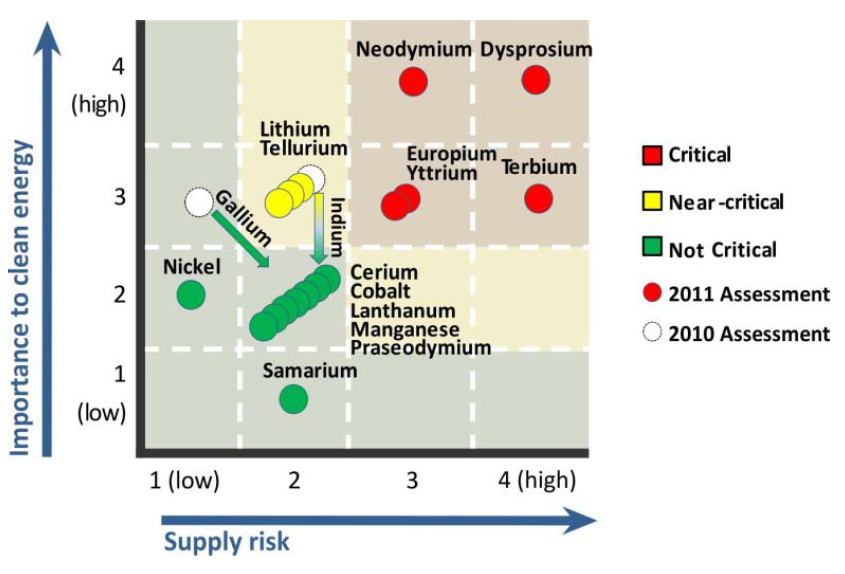 Importance to clean energy
4
(high)
3
2
1
(low)
Neodymium
Dysprosium
Lithium
Tellurium
Europium
Yttrium
Terbium
Gallium
Indium
Nickel
Cerium
Cobalt
Lanthanum
Manganese
Praseodymium
Samarium
1 (low)
2
3
4 (high)
Supply risk
Critical
Near-critical
Not Critical
2011 Assessment
2010 Assessment